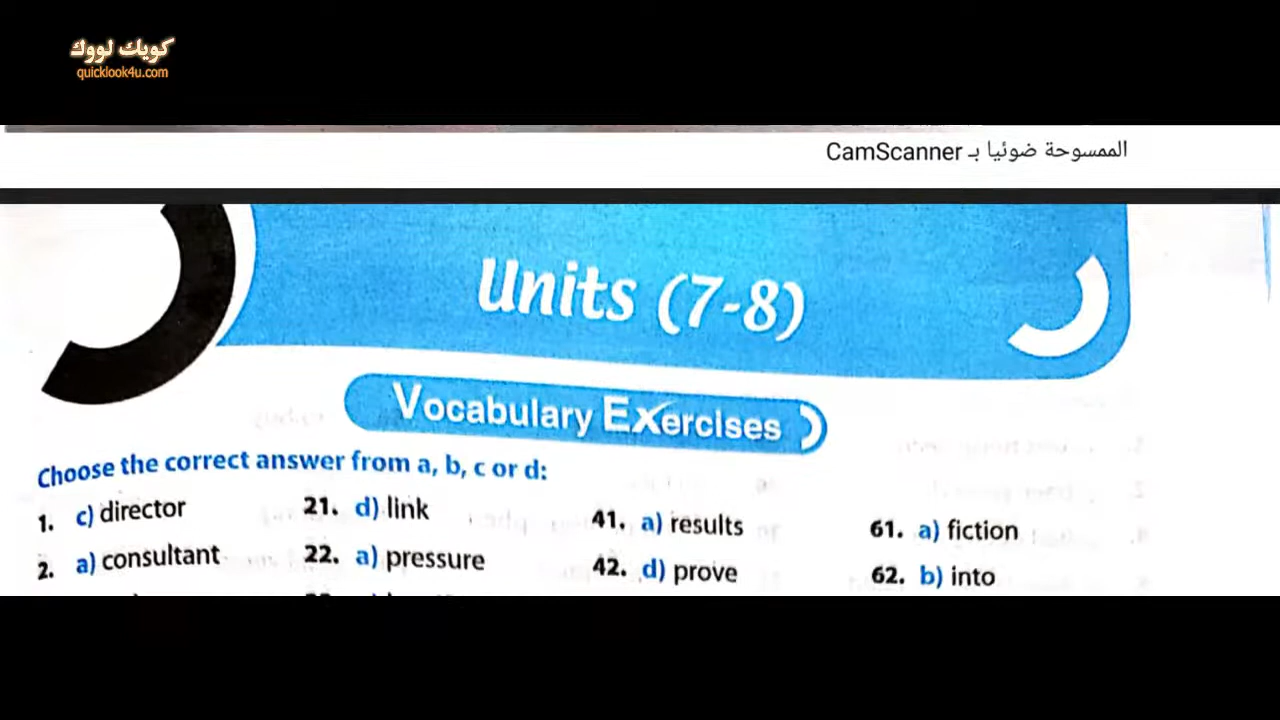 كويك لووك
quicklook4u.com
الممسوحة ضوئيا بـ CamScanner
Units (7-8)
Vocabulary Exercises
Choose the correct answer from a, b, c or d:
1. c) director 21. d) link 41. a) results 61. a) fiction
2. a) consultant 22. a) pressure 42. d) prove 62. b) into